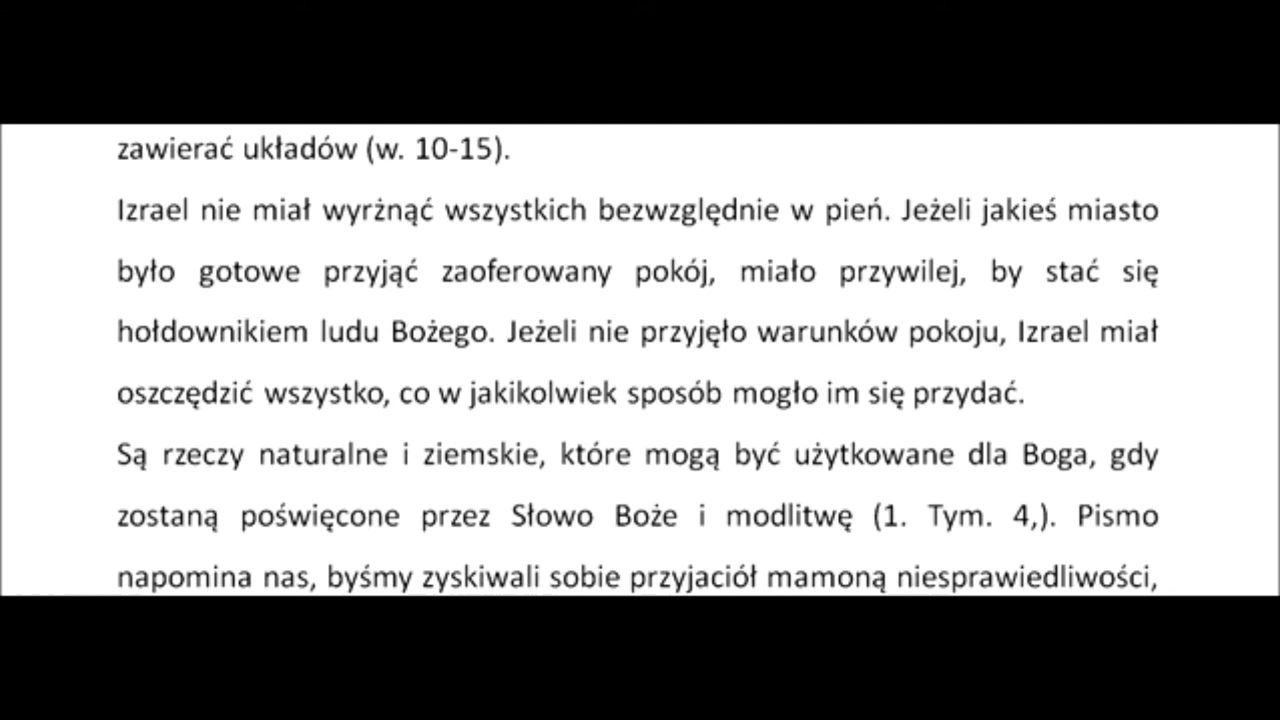 zawierać układów (w. 10-15).
Izrael nie miał wyrżnąć wszystkich bezwzględnie w pień. Jeżeli jakieś miasto
było gotowe przyjąć zaoferowany pokój, miało przywilej, by stać się
hołdownikiem ludu Bożego. Jeżeli nie przyjęło warunków pokoju, Izrael miał
oszczędzić wszystko, co w jakikolwiek sposób mogło im się przydać.
Są rzeczy naturalne i ziemskie, które mogą być użytkowane dla Boga, gdy
zostaną poświęcone przez Słowo Boże i modlitwę (1. Tym. 4,). Pismo
napomina nas, byśmy zyskiwali sobie przyjaciół mamoną niesprawiedliwości,